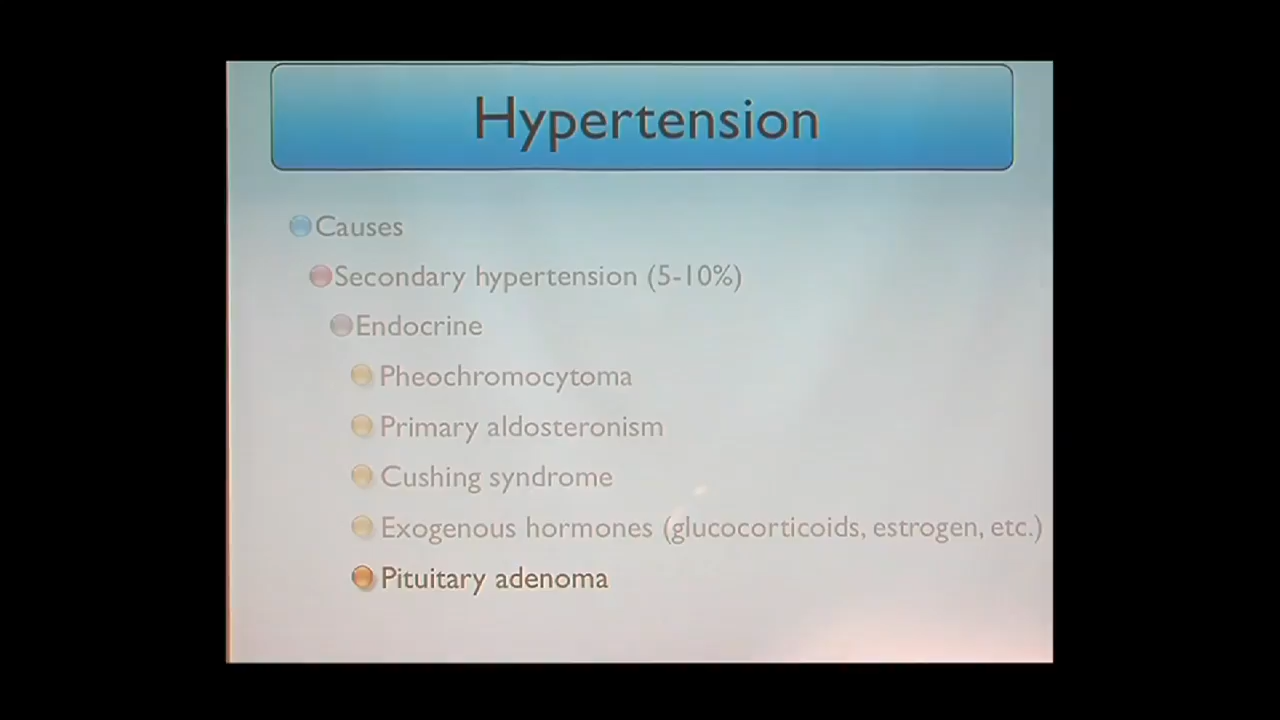 Hypertension
Causes
Secondary hypertension (5-10%)
Endocrine
Pheochromocytoma
Primary aldosteronism
Cushing syndrome
Exogenous hormones (glucocorticoids, estrogen, etc.)
Pituitary adenoma